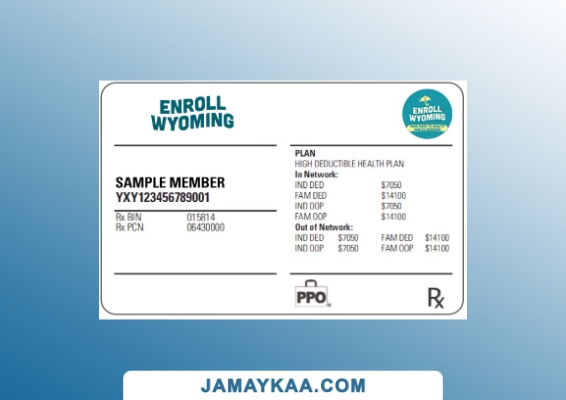 ENROLL
WYOMING
ENROLL
WYOMING
SAMPLE MEMBER
YXY123456789001
Rx BIN 015814
Rx PCN 06430000
PLAN
HIGH DEDUCTIBLE HEALTH PLAN
In Network:
IND DED $7050
FAM DED $14100
IND OOP $7050
FAM OOP $14100
Out of Network:
IND DED $7050 FAM DED $14100
IND OOP $7050 FAM OOP $14100
PPO
Rx
JAMAYKAA.COM